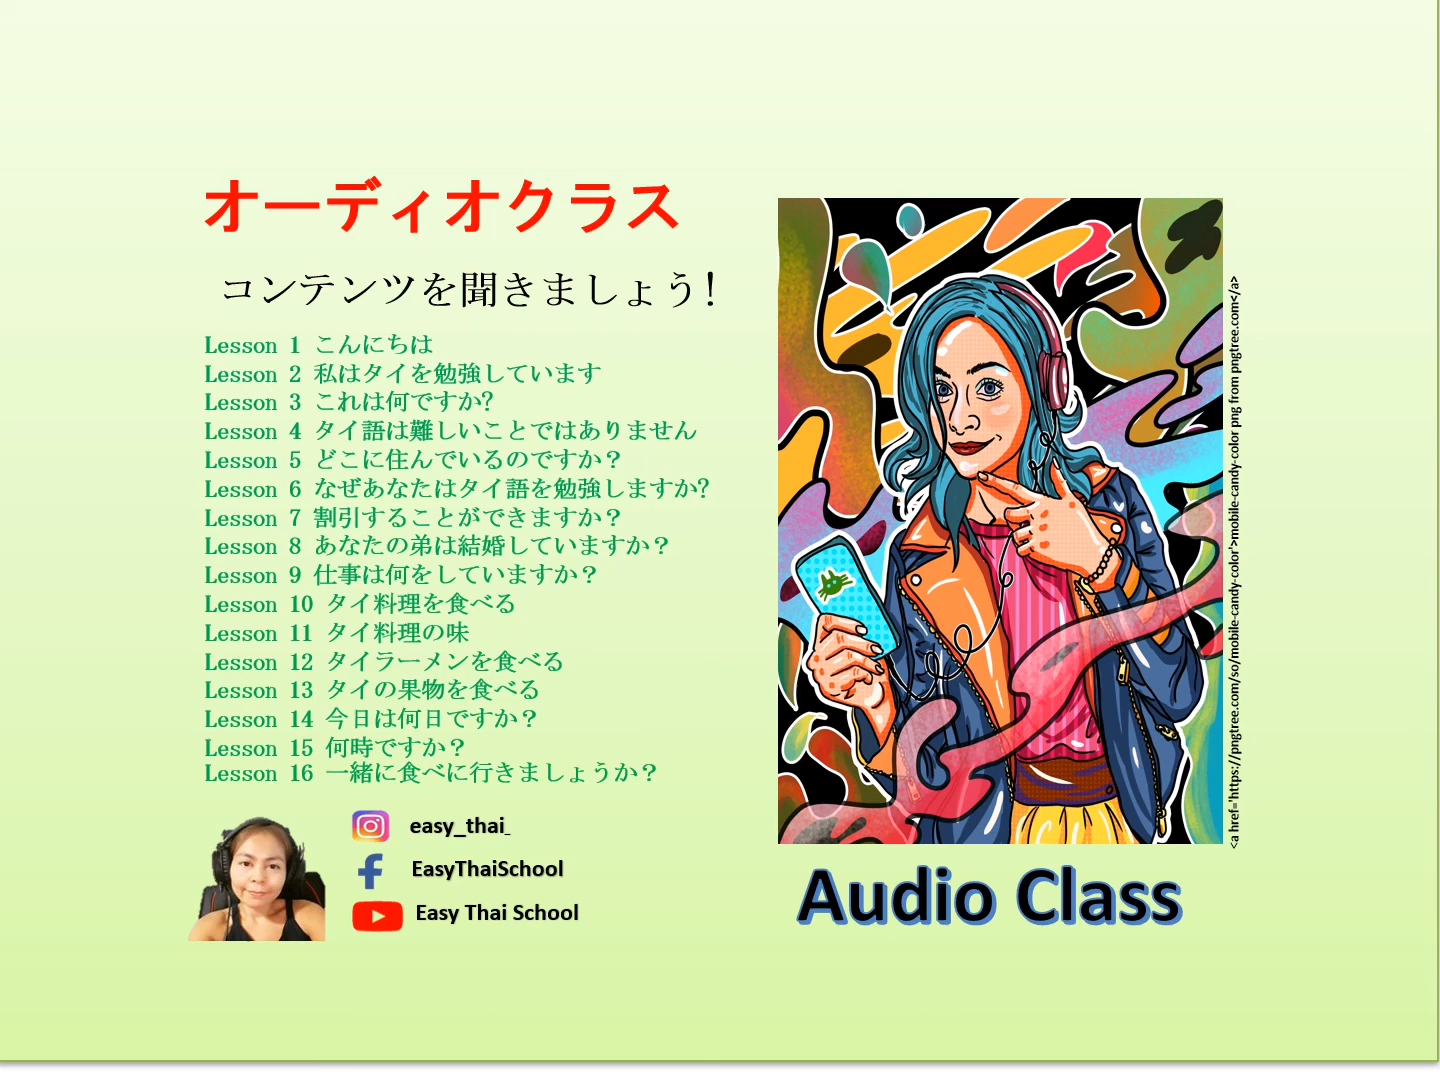 オーディオクラス
コンテンツを聞きましょう!
Lesson 1 こんにちは
Lesson 2 私はタイを勉強しています
Lesson 3 これは何ですか?
Lesson 4 タイ語は難しいことではありません
Lesson 5 どこに住んでいるのですか？
Lesson 6 なぜあなたはタイ語を勉強しますか?
Lesson 7 割引することができますか？
Lesson 8 あなたの弟は結婚していますか？
Lesson 9 仕事は何をしていますか？
Lesson 10 タイ料理を食べる
Lesson 11 タイ料理の味
Lesson 12 タイラーメンを食べる
Lesson 13 タイの果物を食べる
Lesson 14 今日は何日ですか？
Lesson 15 何時ですか？
Lesson 16 一緒に食べに行きましょうか？
easy_thai_
EasyThaiSchool
Easy Thai School
<a href='https://pngtree.com/so/mobile-candy-color'>mobile-candy-color png from pngtree.com</a>
Audio Class